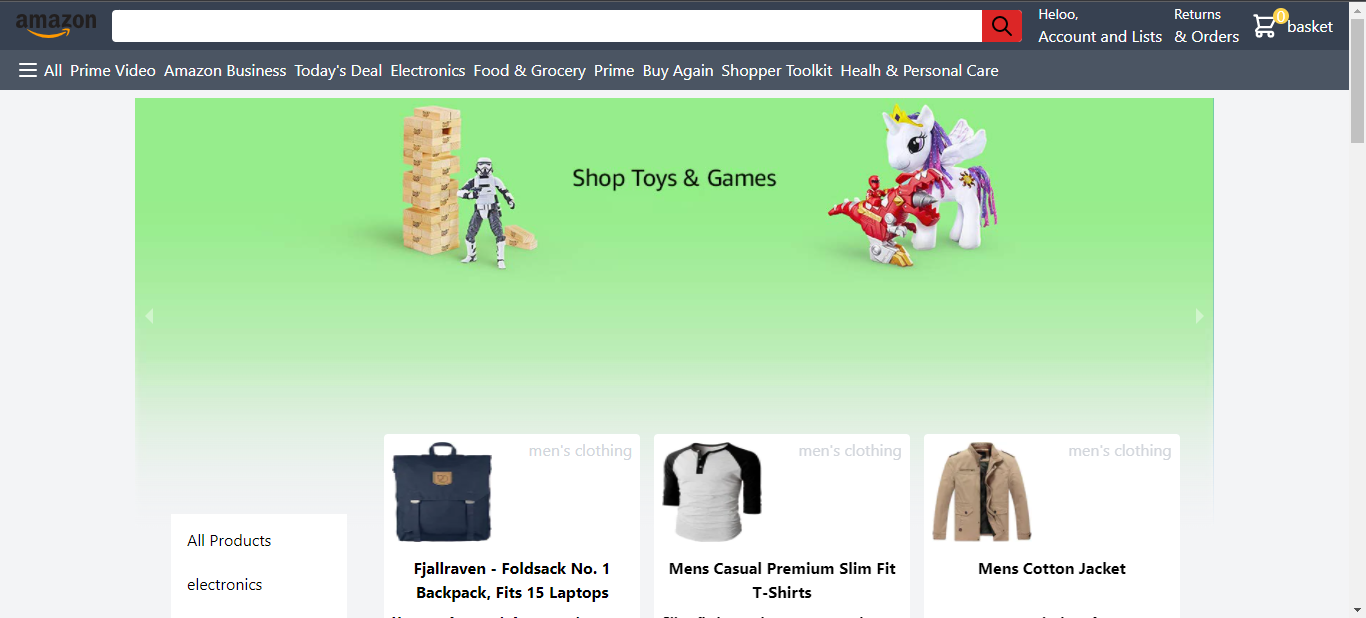 amazon
Heloo,
Account and Lists
Returns
& Orders
0
basket
All Prime Video Amazon Business Today's Deal Electronics Food & Grocery Prime Buy Again Shopper Toolkit Healh & Personal Care
Shop Toys & Games
men's clothing
men's clothing
men's clothing
All Products
electronics
Fjallraven - Foldsack No. 1
Backpack, Fits 15 Laptops
Mens Casual Premium Slim Fit
T-Shirts
Mens Cotton Jacket